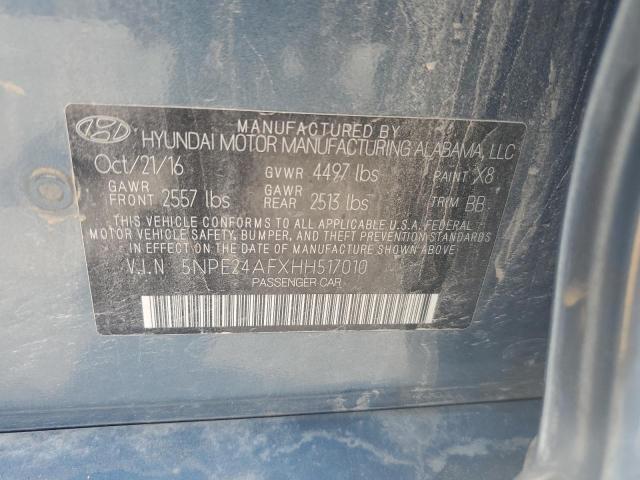 MANUFACTURED BY
HYUNDAI MOTOR MANUFACTURING ALABAMA, LLC
Oct/21/16 GVWR 4497 lbs PAINT X8
GAWR FRONT 2557 lbs GAWR REAR 2513 lbs TRIM BB
THIS VEHICLE CONFORMS TO ALL APPLICABLE U.S.A. FEDERAL
MOTOR VEHICLE SAFETY, BUMPER, AND THEFT PREVENTION STANDARDS
IN EFFECT ON THE DATE OF MANUFACTURE SHOWN ABOVE
V.I.N 5NPE24AFXHH517010
PASSENGER CAR